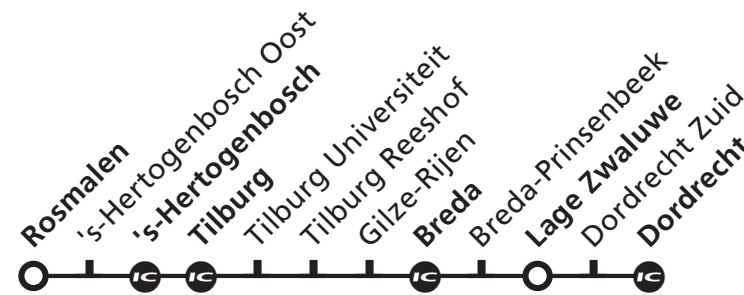 Rosmalen
's-Hertogenbosch Oost
's-Hertogenbosch
Tilburg
Tilburg Universiteit
Tilburg Reeshof
Gilze-Rijen
Breda
Breda-Prinsenbeek
Lage Zwaluwe
Dordrecht Zuid
Dordrecht
IC
IC
IC
IC